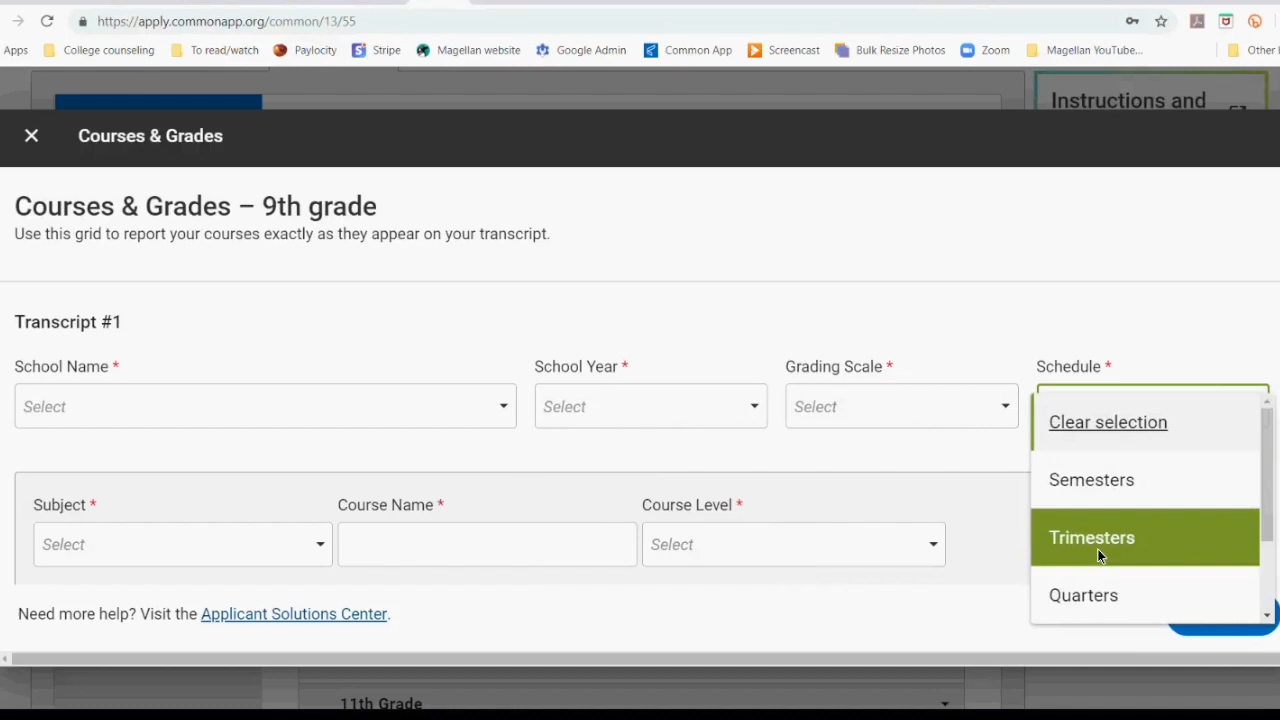 https://apply.commonapp.org/common/13/55
Apps College counseling To read/watch Paylocity Stripe Magellan website Google Admin Common App Screencast Bulk Resize Photos Zoom Magellan YouTube... Other
Instructions and
Courses & Grades
Courses & Grades – 9th grade
Use this grid to report your courses exactly as they appear on your transcript.
Transcript #1
School Name * School Year * Grading Scale * Schedule *
Select Select Select
Clear selection
Semesters
Subject * Course Name * Course Level *
Select Select
Trimesters
Quarters
Need more help? Visit the Applicant Solutions Center.
11th Grade